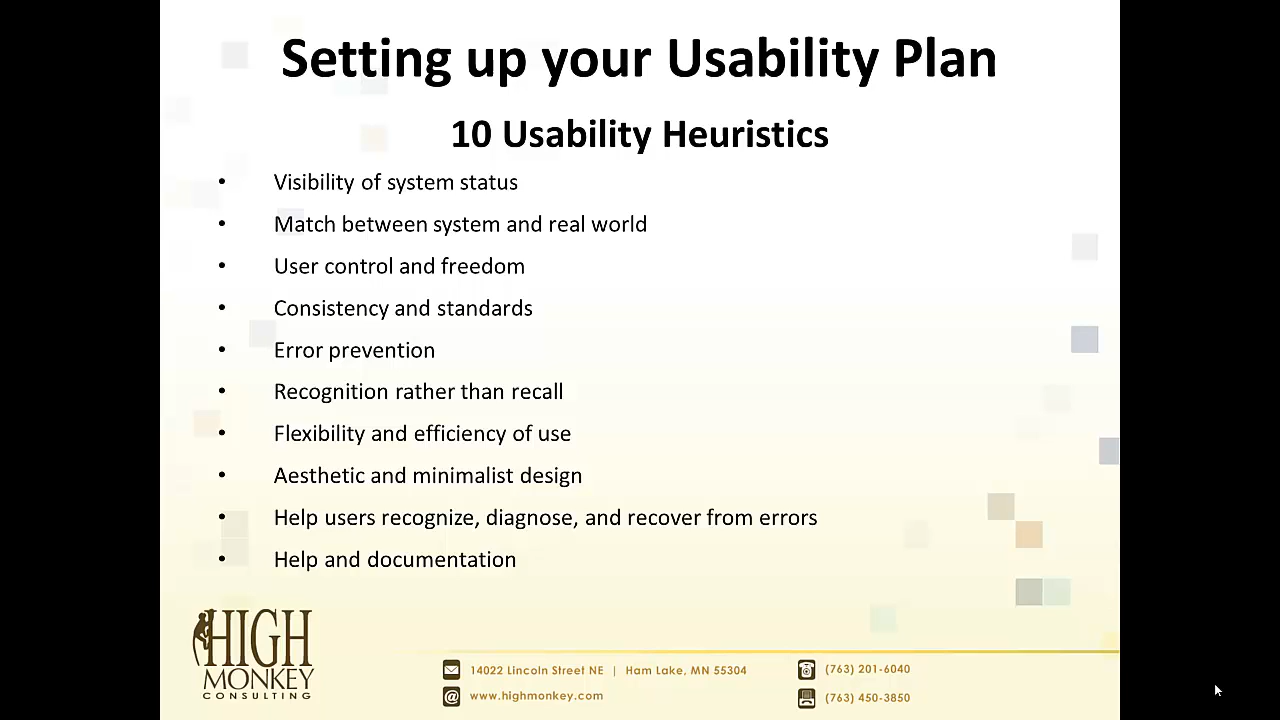 Setting up your Usability Plan
10 Usability Heuristics
• Visibility of system status
• Match between system and real world
• User control and freedom
• Consistency and standards
• Error prevention
• Recognition rather than recall
• Flexibility and efficiency of use
• Aesthetic and minimalist design
• Help users recognize, diagnose, and recover from errors
• Help and documentation
HIGH
MONKEY
CONSULTING
14022 Lincoln Street NE | Ham Lake, MN 55304
www.highmonkey.com
(763) 201-6040
(763) 450-3850